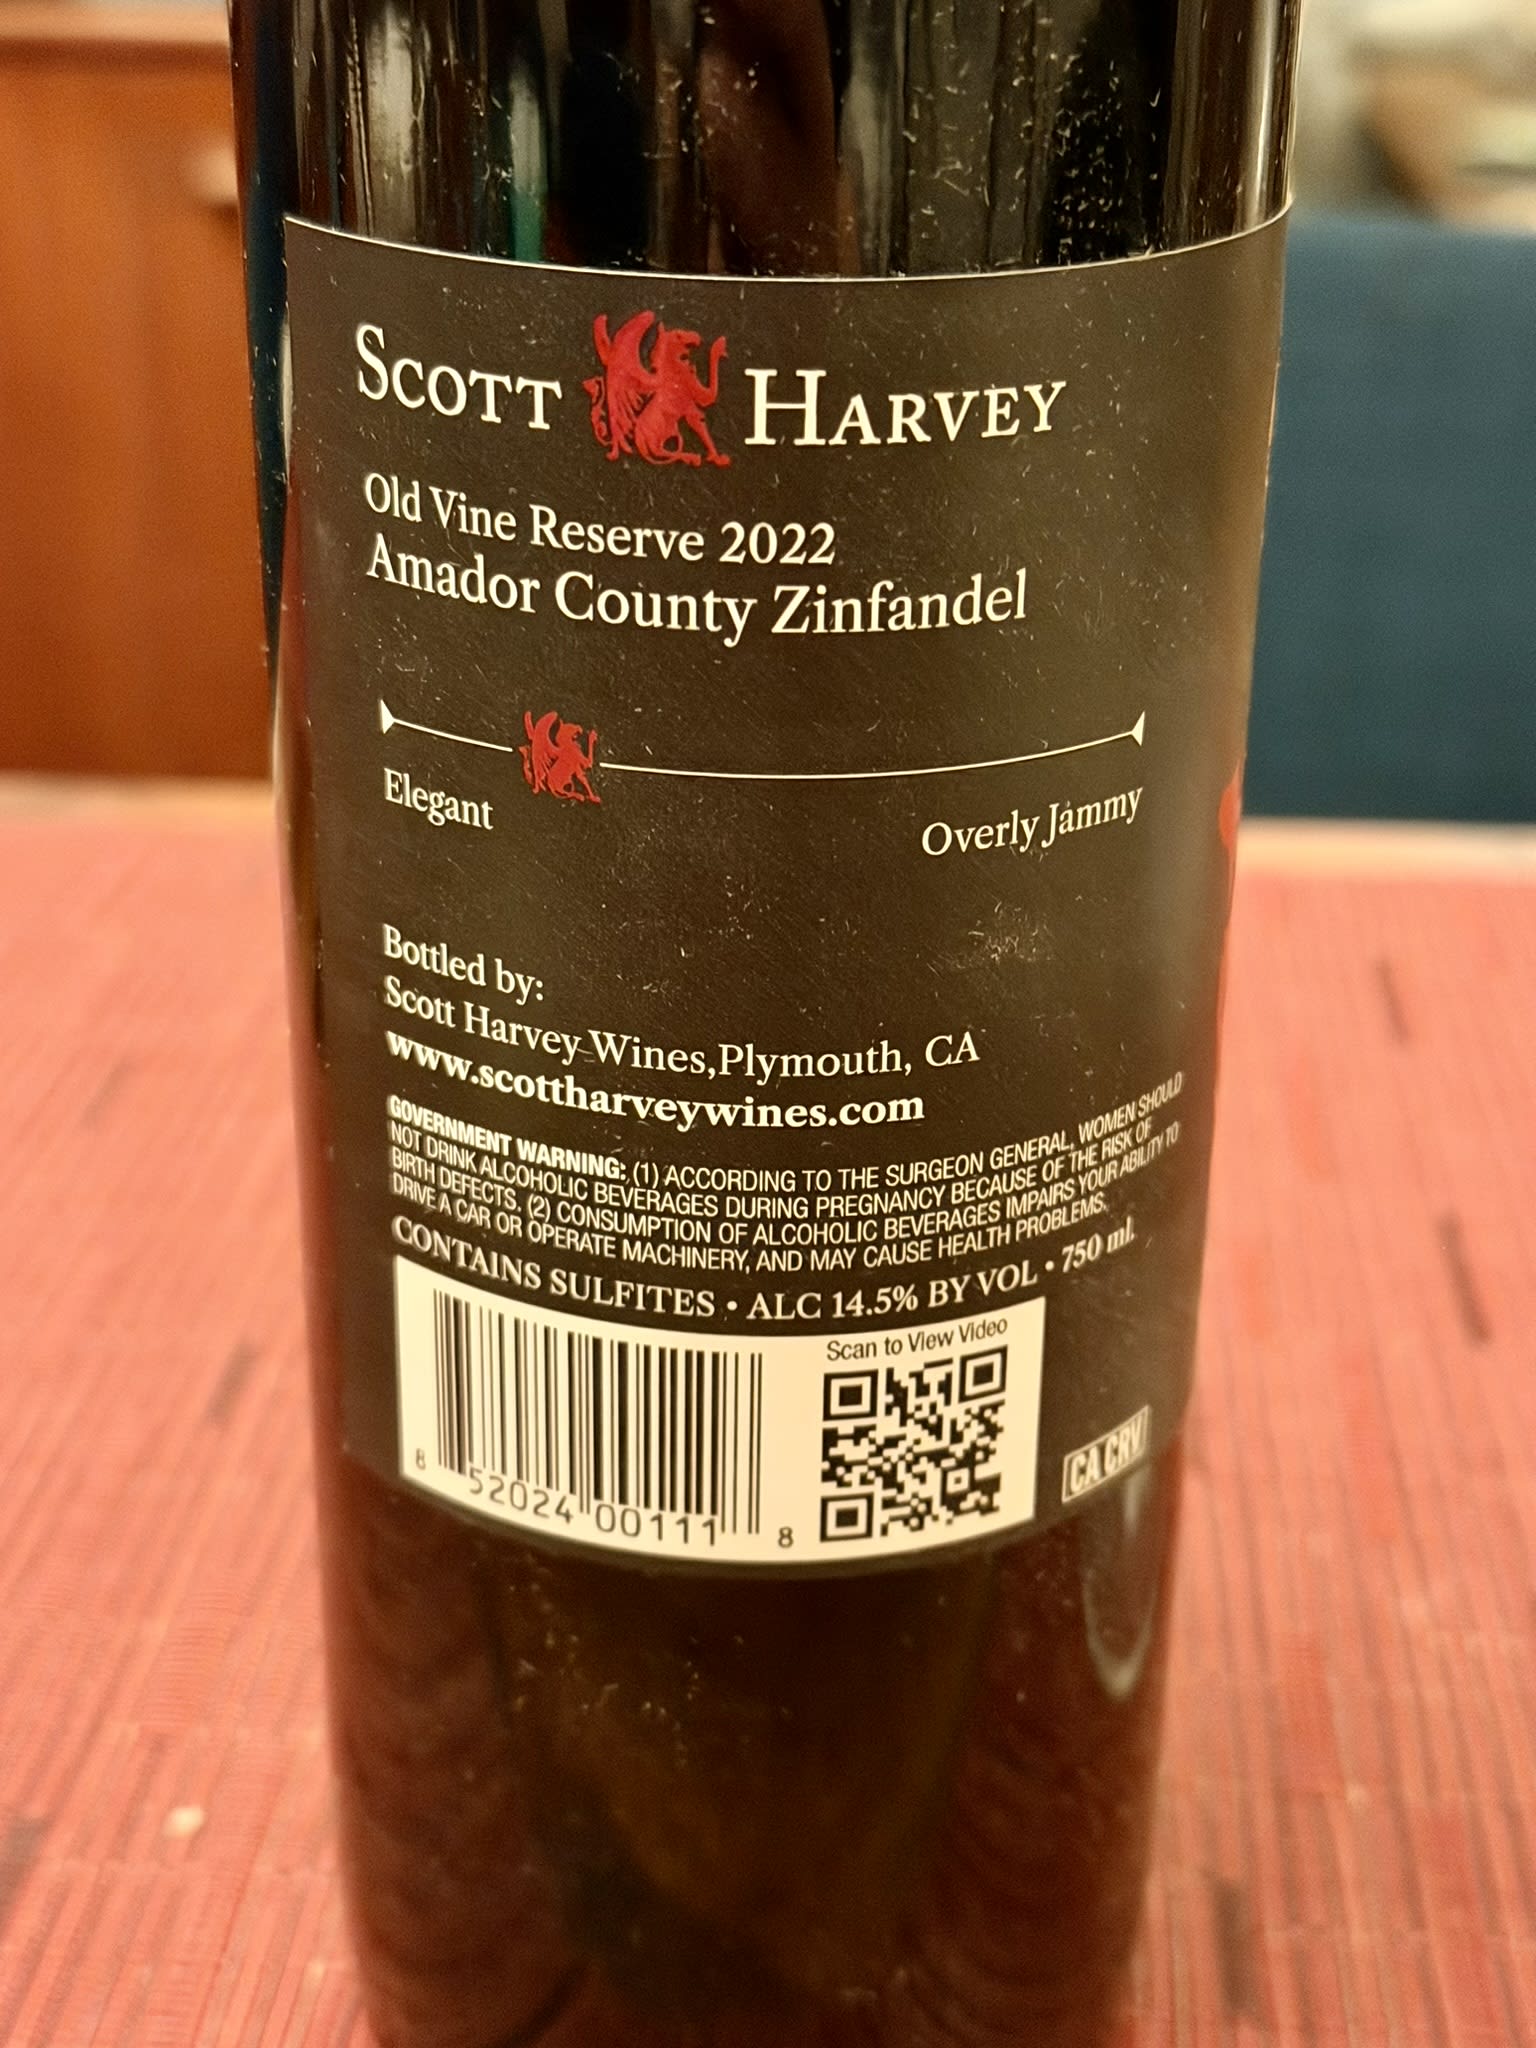 SCOTT HARVEY
Old Vine Reserve 2022
Amador County Zinfandel
Elegant
Overly Jammy
Bottled by:
Scott Harvey Wines,Plymouth, CA
www.scottharveywines.com
GOVERNMENT WARNING: (1) ACCORDING TO THE SURGEON GENERAL, WOMEN SHOULD
NOT DRINK ALCOHOLIC BEVERAGES DURING PREGNANCY BECAUSE OF THE RISK OF
BIRTH DEFECTS. (2) CONSUMPTION OF ALCOHOLIC BEVERAGES IMPAIRS YOUR ABILITY TO
DRIVE A CAR OR OPERATE MACHINERY, AND MAY CAUSE HEALTH PROBLEMS.
CONTAINS SULFITES • ALC 14.5% BY VOL • 750 ml.
Scan to View Video
8 52024 00111 8
CA CRV